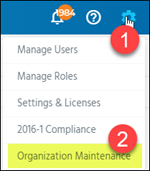 1984
1
Manage Users
Manage Roles
Settings & Licenses
2016-1 Compliance
2
Organization Maintenance